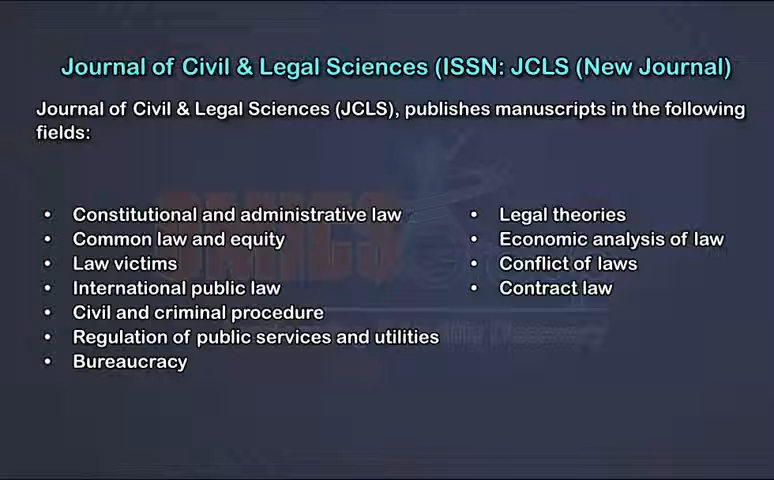 Journal of Civil & Legal Sciences (ISSN: JCLS (New Journal)
Journal of Civil & Legal Sciences (JCLS), publishes manuscripts in the following
fields:
• Constitutional and administrative law
• Common law and equity
• Law victims
• International public law
• Civil and criminal procedure
• Regulation of public services and utilities
• Bureaucracy
• Legal theories
• Economic analysis of law
• Conflict of laws
• Contract law